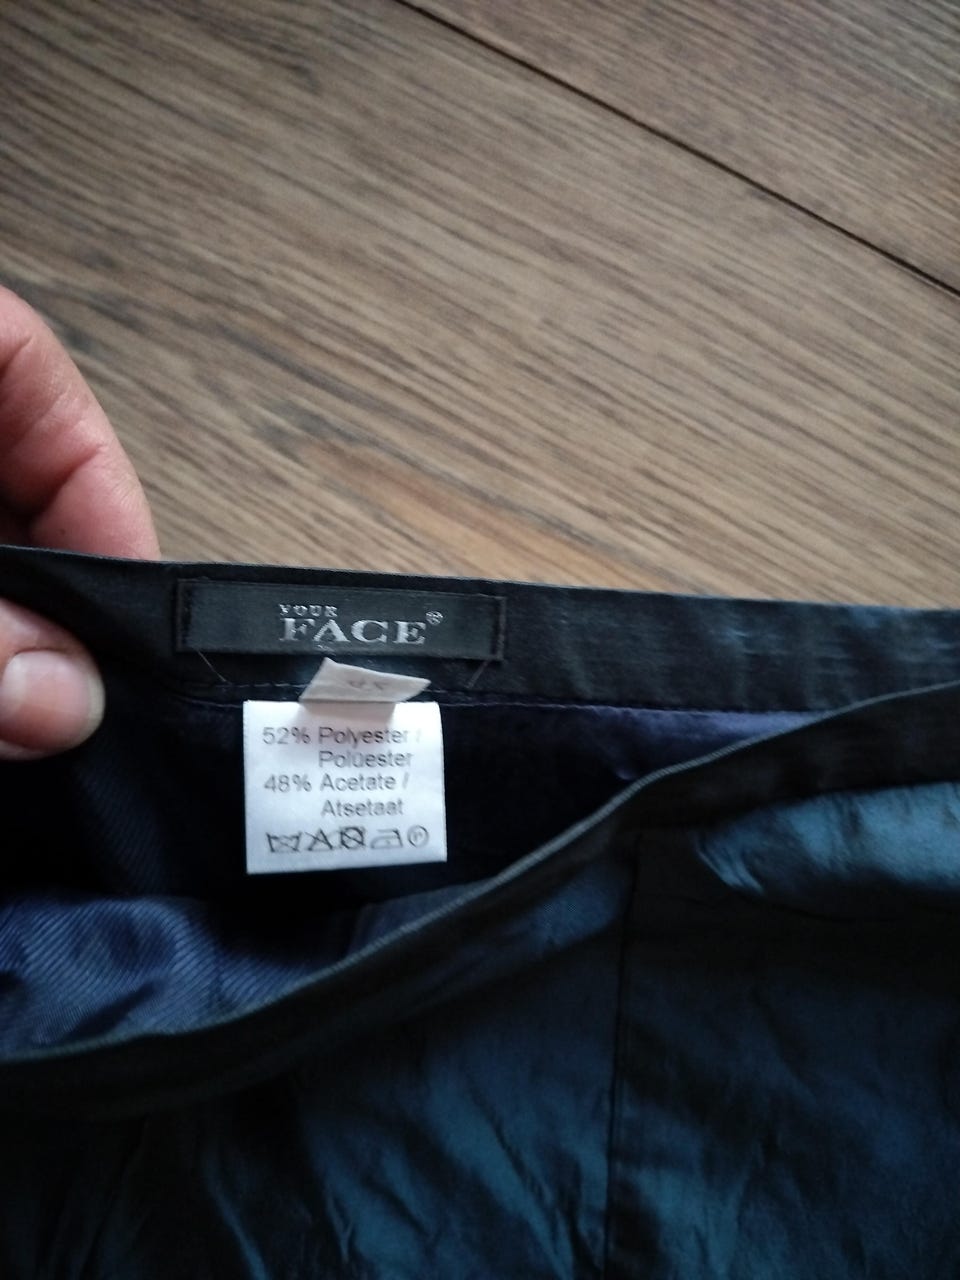 YOUR
FACE®
52% Polyester /
Polüester
48% Acetate /
Atsetaat